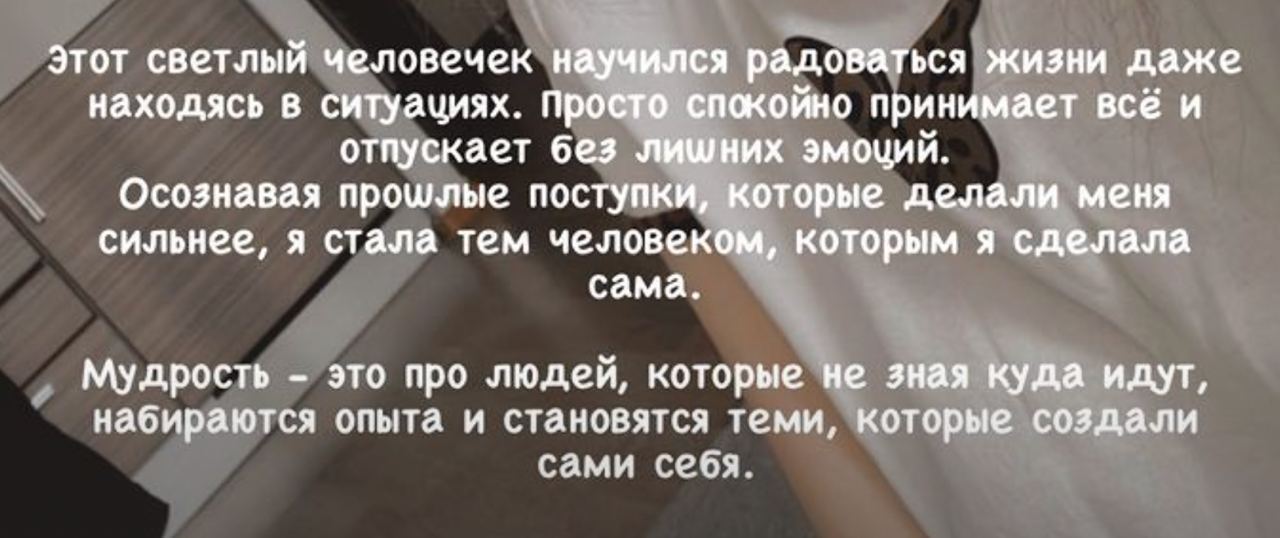 Этот светлый человечек научился радоваться жизни даже
находясь в ситуациях. Просто спокойно принимает всё и
отпускает без лишних эмоций.
Осознавая прошлые поступки, которые делали меня
сильнее, я стала тем человеком, которым я сделала
сама.
Мудрость – это про людей, которые не зная куда идут,
набираются опыта и становятся теми, которые создали
сами себя.